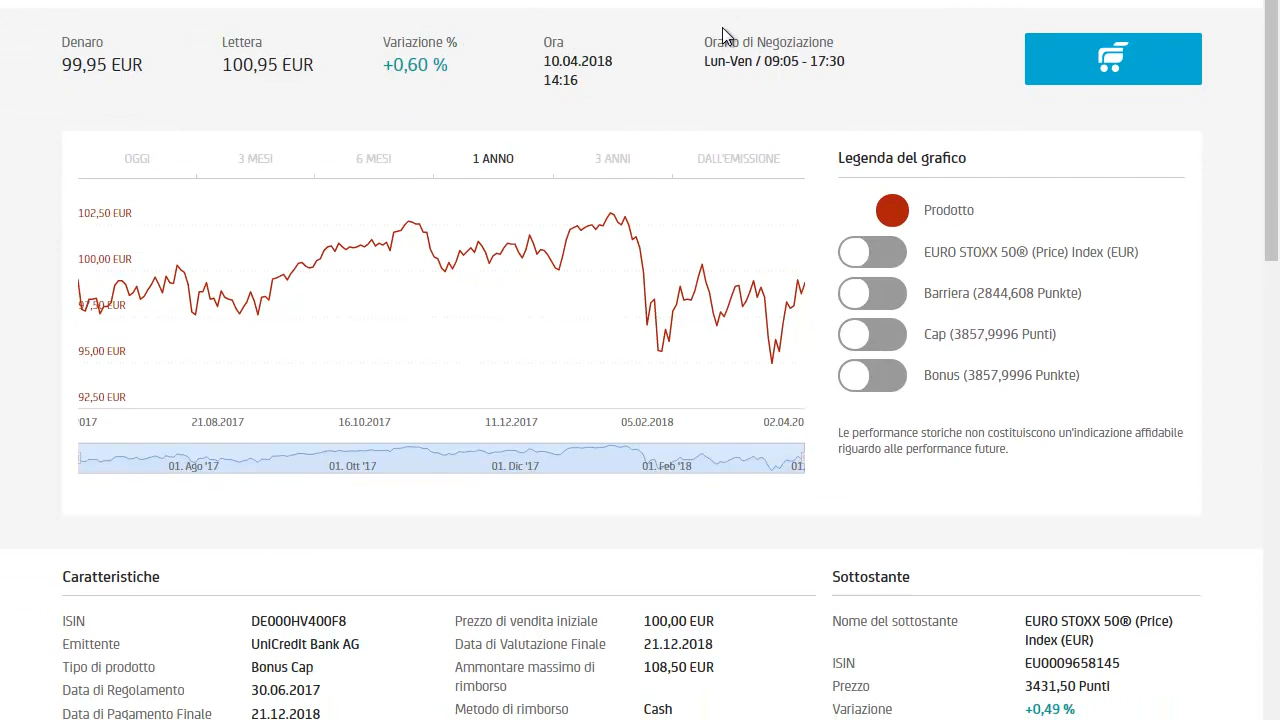 Denaro
99,95 EUR
Lettera
100,95 EUR
Variazione %
+0,60 %
Ora
10.04.2018
14:16
Orario di Negoziazione
Lun-Ven / 09:05 - 17:30
OGGI
3 MESI
6 MESI
1 ANNO
3 ANNI
DALL'EMISSIONE
102,50 EUR
100,00 EUR
97,50 EUR
95,00 EUR
92,50 EUR
017
21.08.2017
16.10.2017
11.12.2017
05.02.2018
02.04.20
01. Ago '17
01. Ott '17
01. Dic '17
01. Feb '18
01.
Legenda del grafico
Prodotto
EURO STOXX 50® (Price) Index (EUR)
Barriera (2844,608 Punkte)
Cap (3857,9996 Punti)
Bonus (3857,9996 Punkte)
Le performance storiche non costituiscono un'indicazione affidabile
riguardo alle performance future.
Caratteristiche
ISIN DE000HV400F8
Emittente UniCredit Bank AG
Tipo di prodotto Bonus Cap
Data di Regolamento 30.06.2017
Data di Pagamento Finale 21.12.2018
Prezzo di vendita iniziale 100,00 EUR
Data di Valutazione Finale 21.12.2018
Ammontare massimo di 108,50 EUR
rimborso
Metodo di rimborso Cash
Sottostante
Nome del sottostante EURO STOXX 50® (Price)
Index (EUR)
ISIN EU0009658145
Prezzo 3431,50 Punti
Variazione +0,49 %